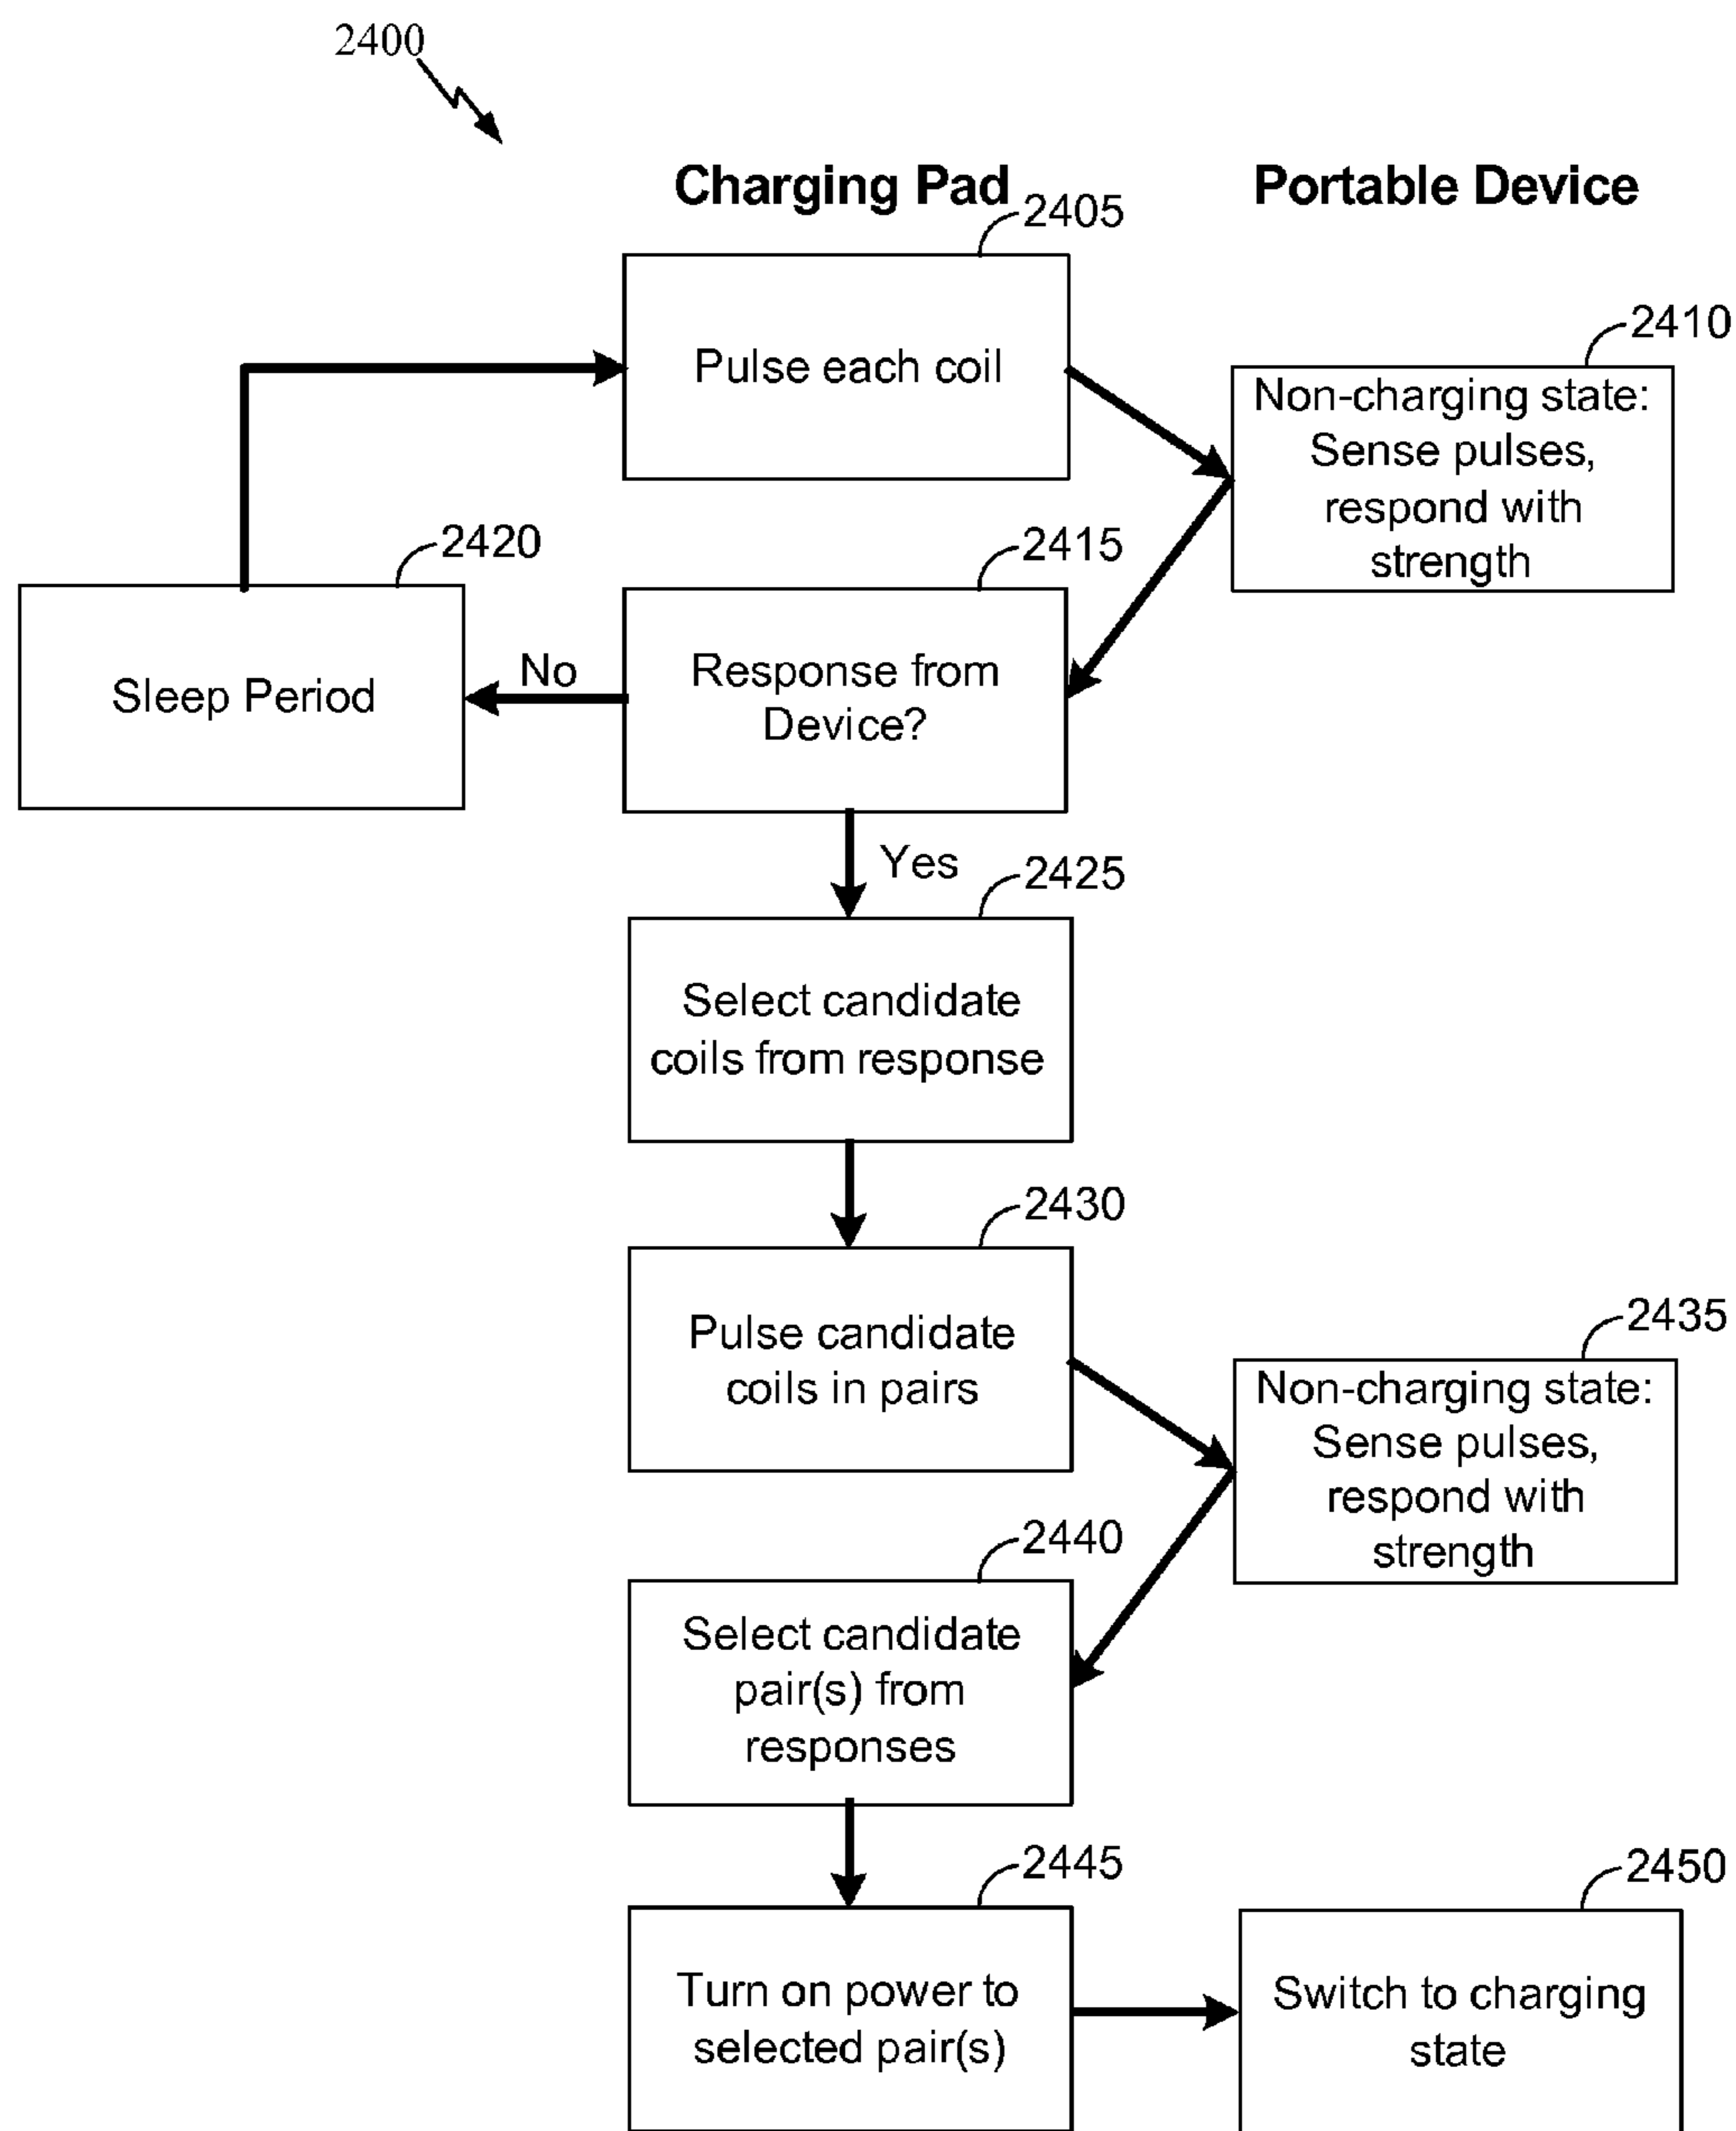 2400
Charging Pad
Portable Device
2405
Pulse each coil
2410
Non-charging state:
Sense pulses,
respond with
strength
2420
Sleep Period
No
2415
Response from
Device?
Yes
2425
Select candidate
coils from response
2430
Pulse candidate
coils in pairs
2435
Non-charging state:
Sense pulses,
respond with
strength
2440
Select candidate
pair(s) from
responses
2445
Turn on power to
selected pair(s)
2450
Switch to charging
state